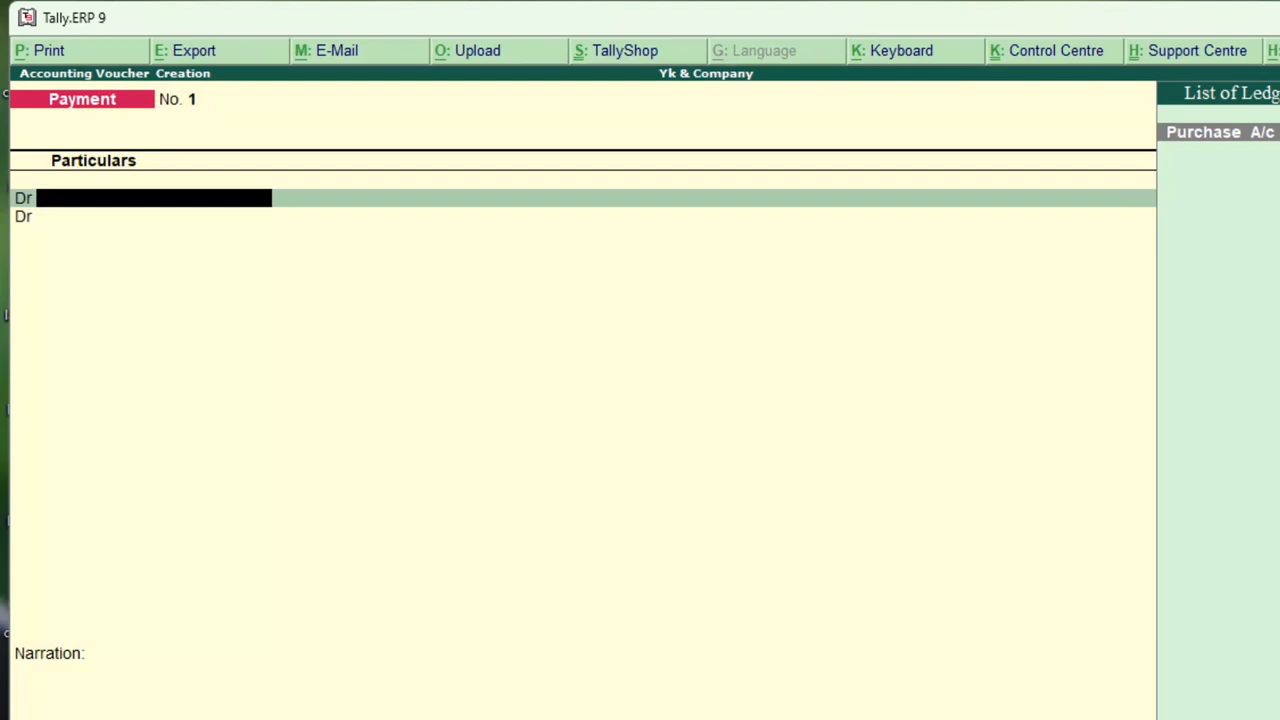 Tally.ERP 9
P: Print E: Export M: E-Mail O: Upload S: TallyShop G: Language K: Keyboard K: Control Centre H: Support Centre H:
Accounting Voucher Creation Yk & Company
Payment No. 1 List of Ledg
Purchase A/c
Particulars
Dr
Dr
Narration: